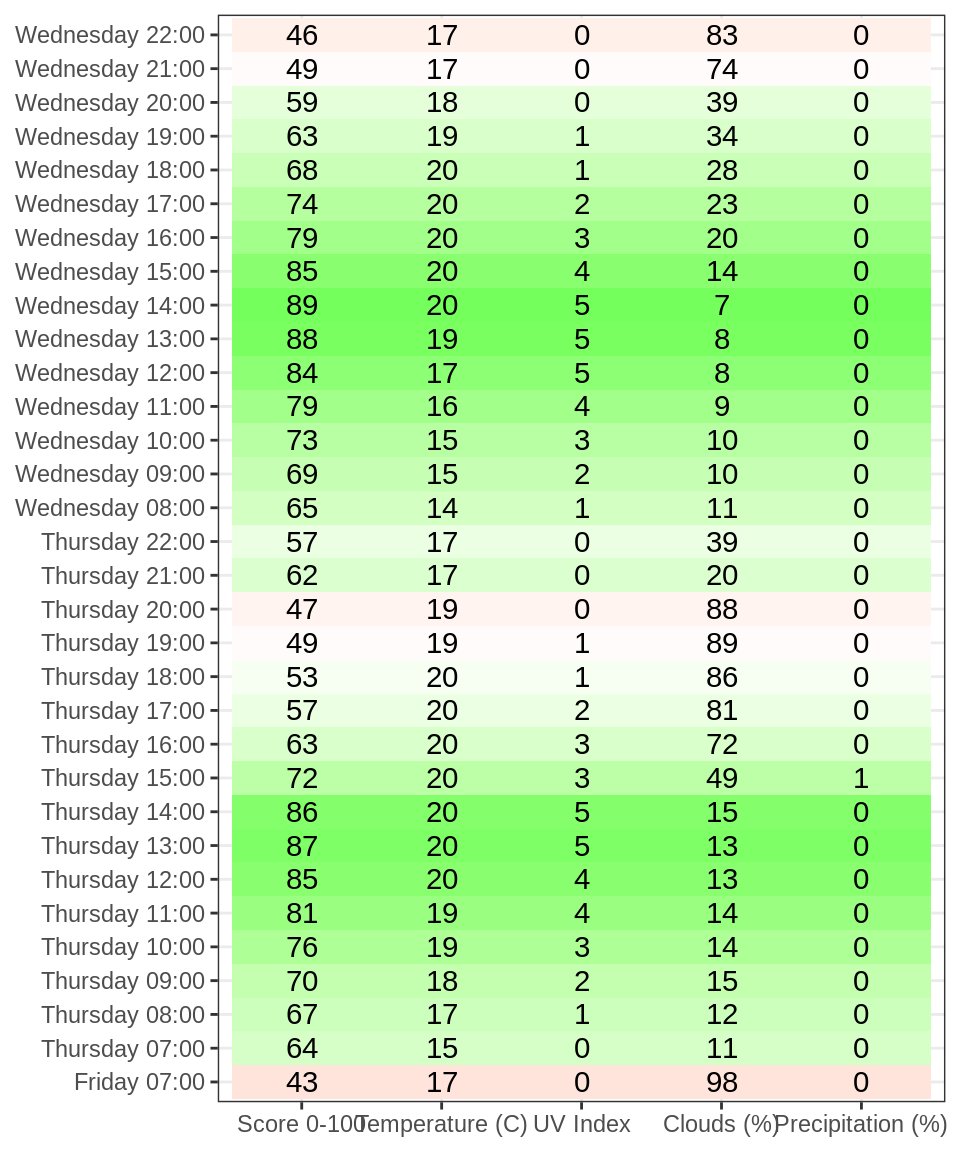 Wednesday 22:00 46 17 0 83 0
Wednesday 21:00 49 17 0 74 0
Wednesday 20:00 59 18 0 39 0
Wednesday 19:00 63 19 1 34 0
Wednesday 18:00 68 20 1 28 0
Wednesday 17:00 74 20 2 23 0
Wednesday 16:00 79 20 3 20 0
Wednesday 15:00 85 20 4 14 0
Wednesday 14:00 89 20 5 7 0
Wednesday 13:00 88 19 5 8 0
Wednesday 12:00 84 17 5 8 0
Wednesday 11:00 79 16 4 9 0
Wednesday 10:00 73 15 3 10 0
Wednesday 09:00 69 15 2 10 0
Wednesday 08:00 65 14 1 11 0
Thursday 22:00 57 17 0 39 0
Thursday 21:00 62 17 0 20 0
Thursday 20:00 47 19 0 88 0
Thursday 19:00 49 19 1 89 0
Thursday 18:00 53 20 1 86 0
Thursday 17:00 57 20 2 81 0
Thursday 16:00 63 20 3 72 0
Thursday 15:00 72 20 3 49 1
Thursday 14:00 86 20 5 15 0
Thursday 13:00 87 20 5 13 0
Thursday 12:00 85 20 4 13 0
Thursday 11:00 81 19 4 14 0
Thursday 10:00 76 19 3 14 0
Thursday 09:00 70 18 2 15 0
Thursday 08:00 67 17 1 12 0
Thursday 07:00 64 15 0 11 0
Friday 07:00 43 17 0 98 0
Score 0-100 Temperature (C) UV Index Clouds (%) Precipitation (%)